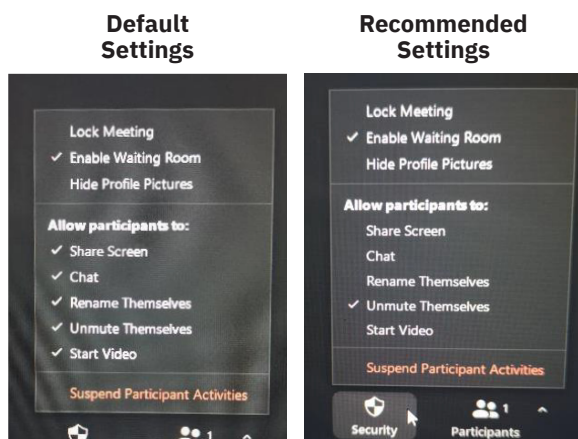 Default
Settings
Lock Meeting
✓ Enable Waiting Room
Hide Profile Pictures
Allow participants to:
✓ Share Screen
✓ Chat
✓ Rename Themselves
✓ Unmute Themselves
✓ Start Video
Suspend Participant Activities
1
Recommended
Settings
Lock Meeting
✓ Enable Waiting Room
Hide Profile Pictures
Allow participants to:
Share Screen
Chat
Rename Themselves
✓ Unmute Themselves
Start Video
Suspend Participant Activities
1
Security
Participants